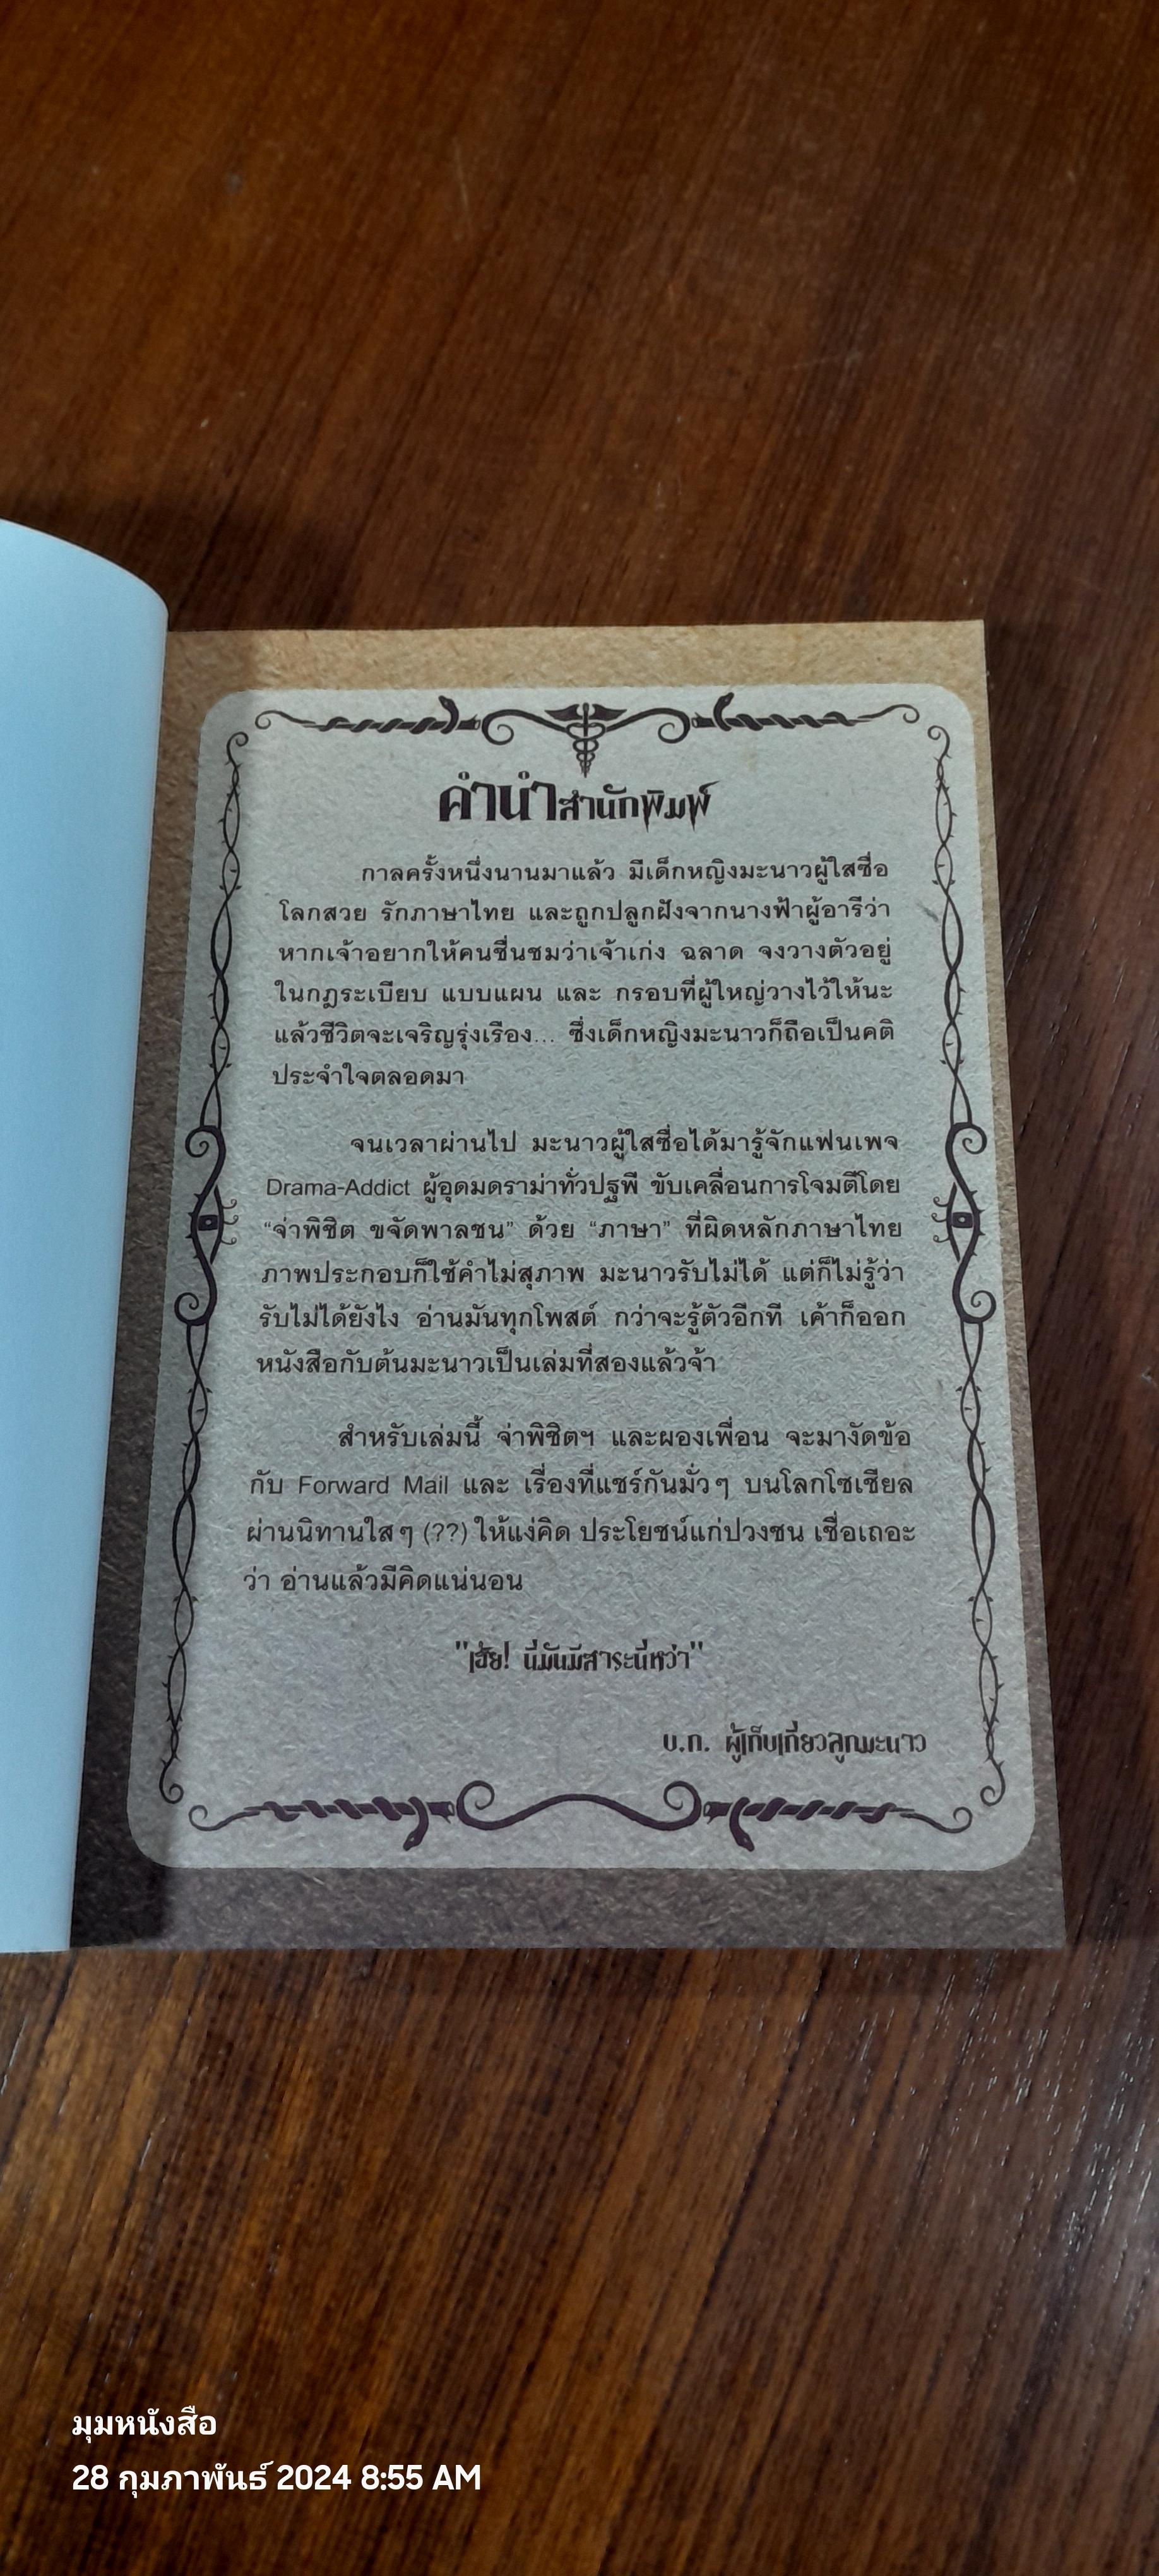 คำนำสำนักพิมพ์
กาลครั้งหนึ่งนานมาแล้ว มีเด็กหญิงมะนาวผู้ใสซื่อ
โลกสวย รักภาษาไทย และถูกปลูกฝังจากนางฟ้าผู้อารีว่า
หากเจ้าอยากให้คนชื่นชมว่าเจ้าเก่ง ฉลาด จงวางตัวอยู่
ในกฎระเบียบ แบบแผน และ กรอบที่ผู้ใหญ่วางไว้ให้นะ
แล้วชีวิตจะเจริญรุ่งเรือง... ซึ่งเด็กหญิงมะนาวก็ถือเป็นคติ
ประจำใจตลอดมา
จนเวลาผ่านไป มะนาวผู้ใสซื่อได้มารู้จักแฟนเพจ
Drama-Addict ผู้อุดมดราม่าทั่วปฐพี ขับเคลื่อนการโจมตีโดย
“จ่าพิชิต ขจัดพาลชน” ด้วย “ภาษา” ที่ผิดหลักภาษาไทย
ภาพประกอบก็ใช้คำไม่สุภาพ มะนาวรับไม่ได้ แต่ก็ไม่รู้ว่า
รับไม่ได้ยังไง อ่านมันทุกโพสต์ กว่าจะรู้ตัวอีกที เค้าก็ออก
หนังสือกับต้นมะนาวเป็นเล่มที่สองแล้วจ้า
สำหรับเล่มนี้ จ่าพิชิตฯ และผองเพื่อน จะมางัดข้อ
กับ Forward Mail และ เรื่องที่แชร์กันมั่วๆ บนโลกโซเชียล
ผ่านนิทานใสๆ (??) ให้แง่คิด ประโยชน์แก่ปวงชน เชื่อเถอะ
ว่า อ่านแล้วมีคิดแน่นอน
"เฮ้ย! นี่มันมีสาระนี่หว่า"
บ.ก. ผู้เก็บเกี่ยวลูกมะนาว
มุมหนังสือ
28 กุมภาพันธ์ 2024 8:55 AM